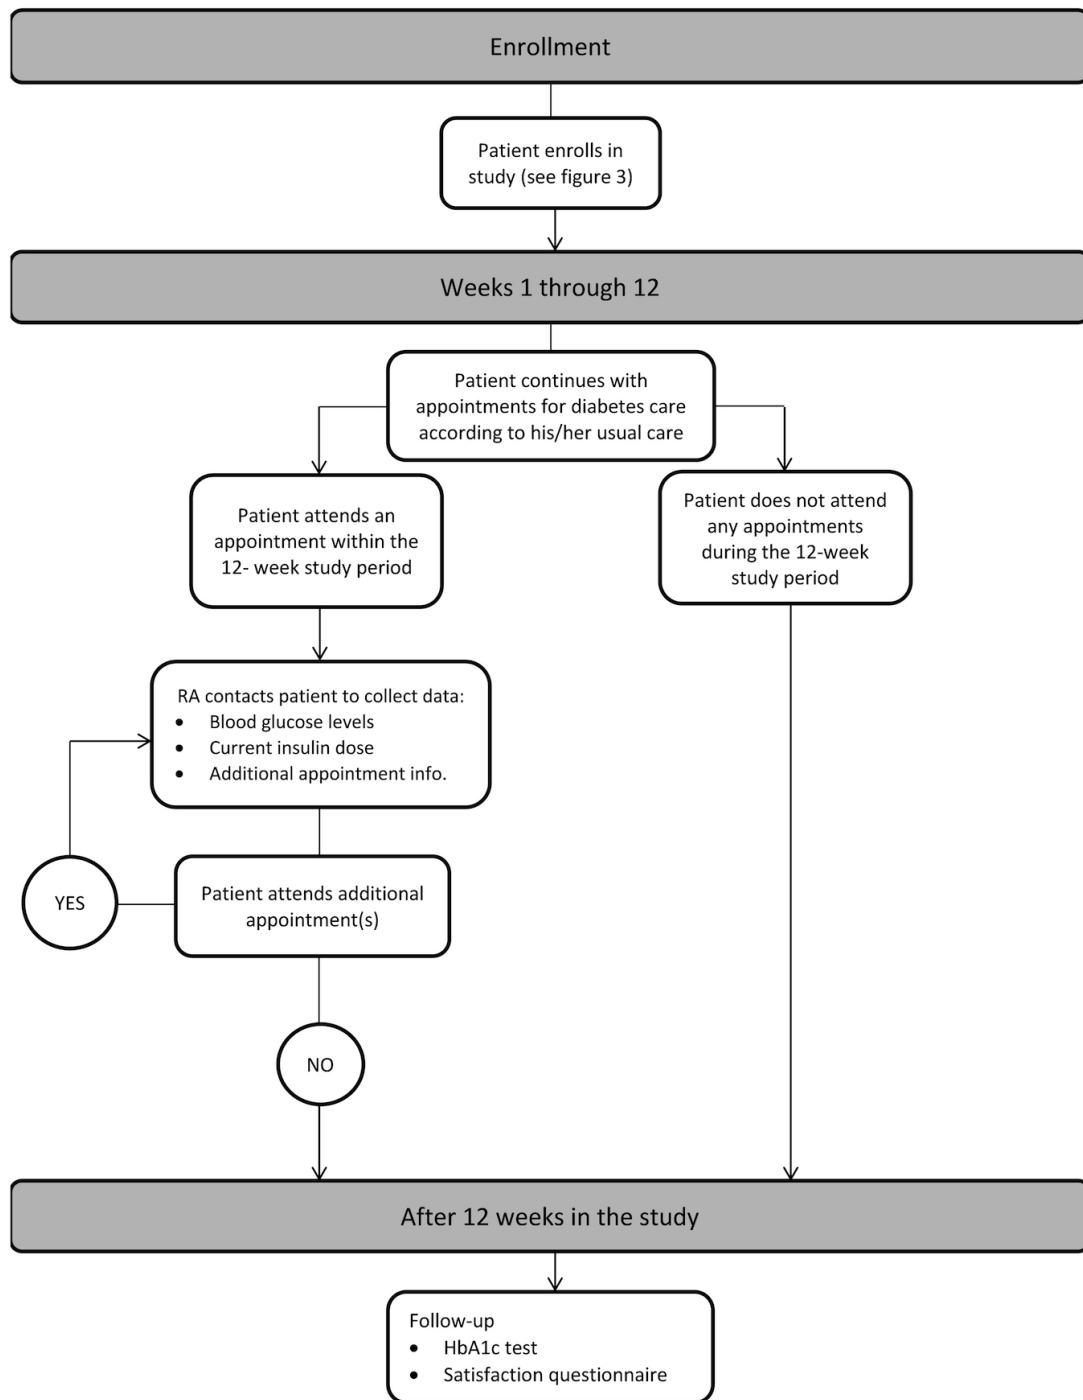 Enrollment
Patient enrolls in
study (see figure 3)
Weeks 1 through 12
Patient continues with
appointments for diabetes care
according to his/her usual care
Patient attends an
appointment within the
12- week study period
Patient does not attend
any appointments
during the 12-week
study period
RA contacts patient to collect data:
• Blood glucose levels
• Current insulin dose
• Additional appointment info.
YES
Patient attends additional
appointment(s)
NO
After 12 weeks in the study
Follow-up
• HbA1c test
• Satisfaction questionnaire